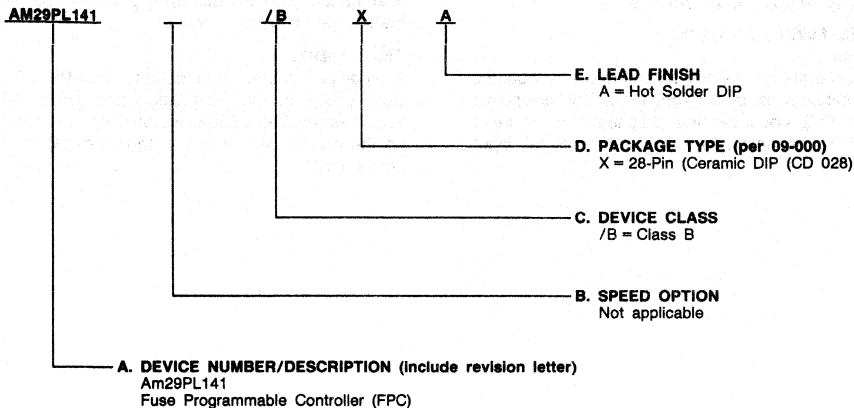 AM29PL141 /B X A
E. LEAD FINISH
A = Hot Solder DIP
D. PACKAGE TYPE (per 09-000)
X = 28-Pin (Ceramic DIP (CD 028)
C. DEVICE CLASS
/B = Class B
B. SPEED OPTION
Not applicable
A. DEVICE NUMBER/DESCRIPTION (include revision letter)
Am29PL141
Fuse Programmable Controller (FPC)